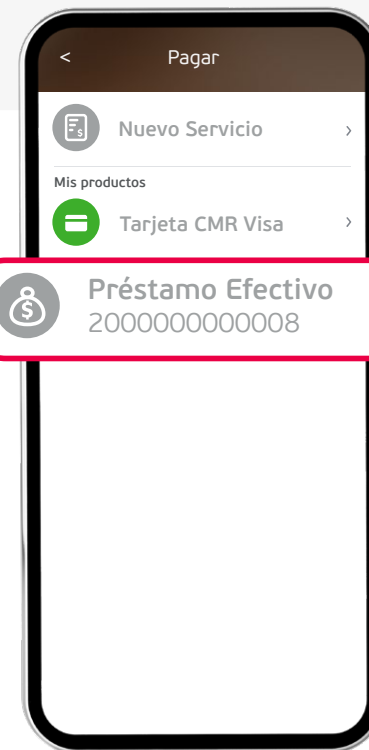 < Pagar
Nuevo Servicio >
Mis productos
Tarjeta CMR Visa >
Préstamo Efectivo
2000000000008